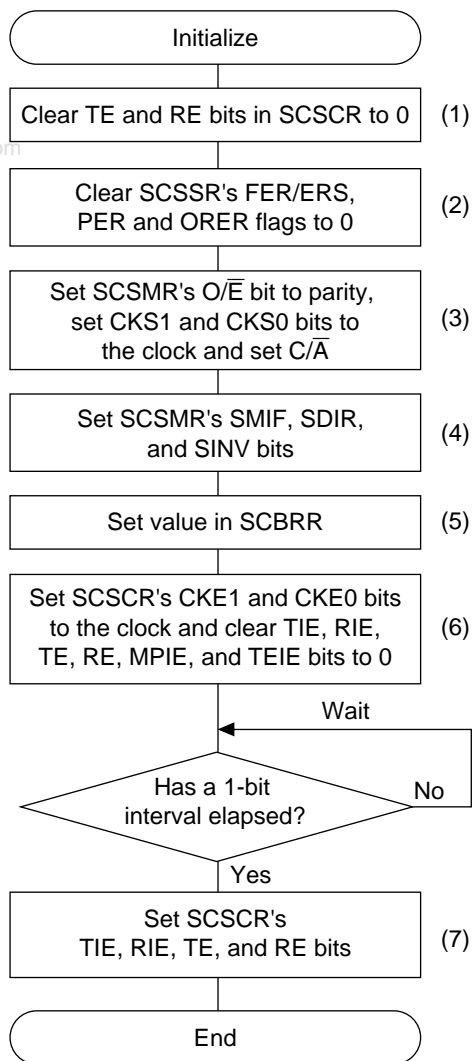 Initialize
Clear TE and RE bits in SCSCR to 0
(1)
om
Clear SCSSR's FER/ERS,
PER and ORER flags to 0
(2)
Set SCSMR's O/E̅ bit to parity,
set CKS1 and CKS0 bits to
the clock and set C/A̅
(3)
Set SCSMR's SMIF, SDIR,
and SINV bits
(4)
Set value in SCBRR
(5)
Set SCSCR's CKE1 and CKE0 bits
to the clock and clear TIE, RIE,
TE, RE, MPIE, and TEIE bits to 0
(6)
Wait
Has a 1-bit
interval elapsed?
No
Yes
Set SCSCR's
TIE, RIE, TE, and RE bits
(7)
End